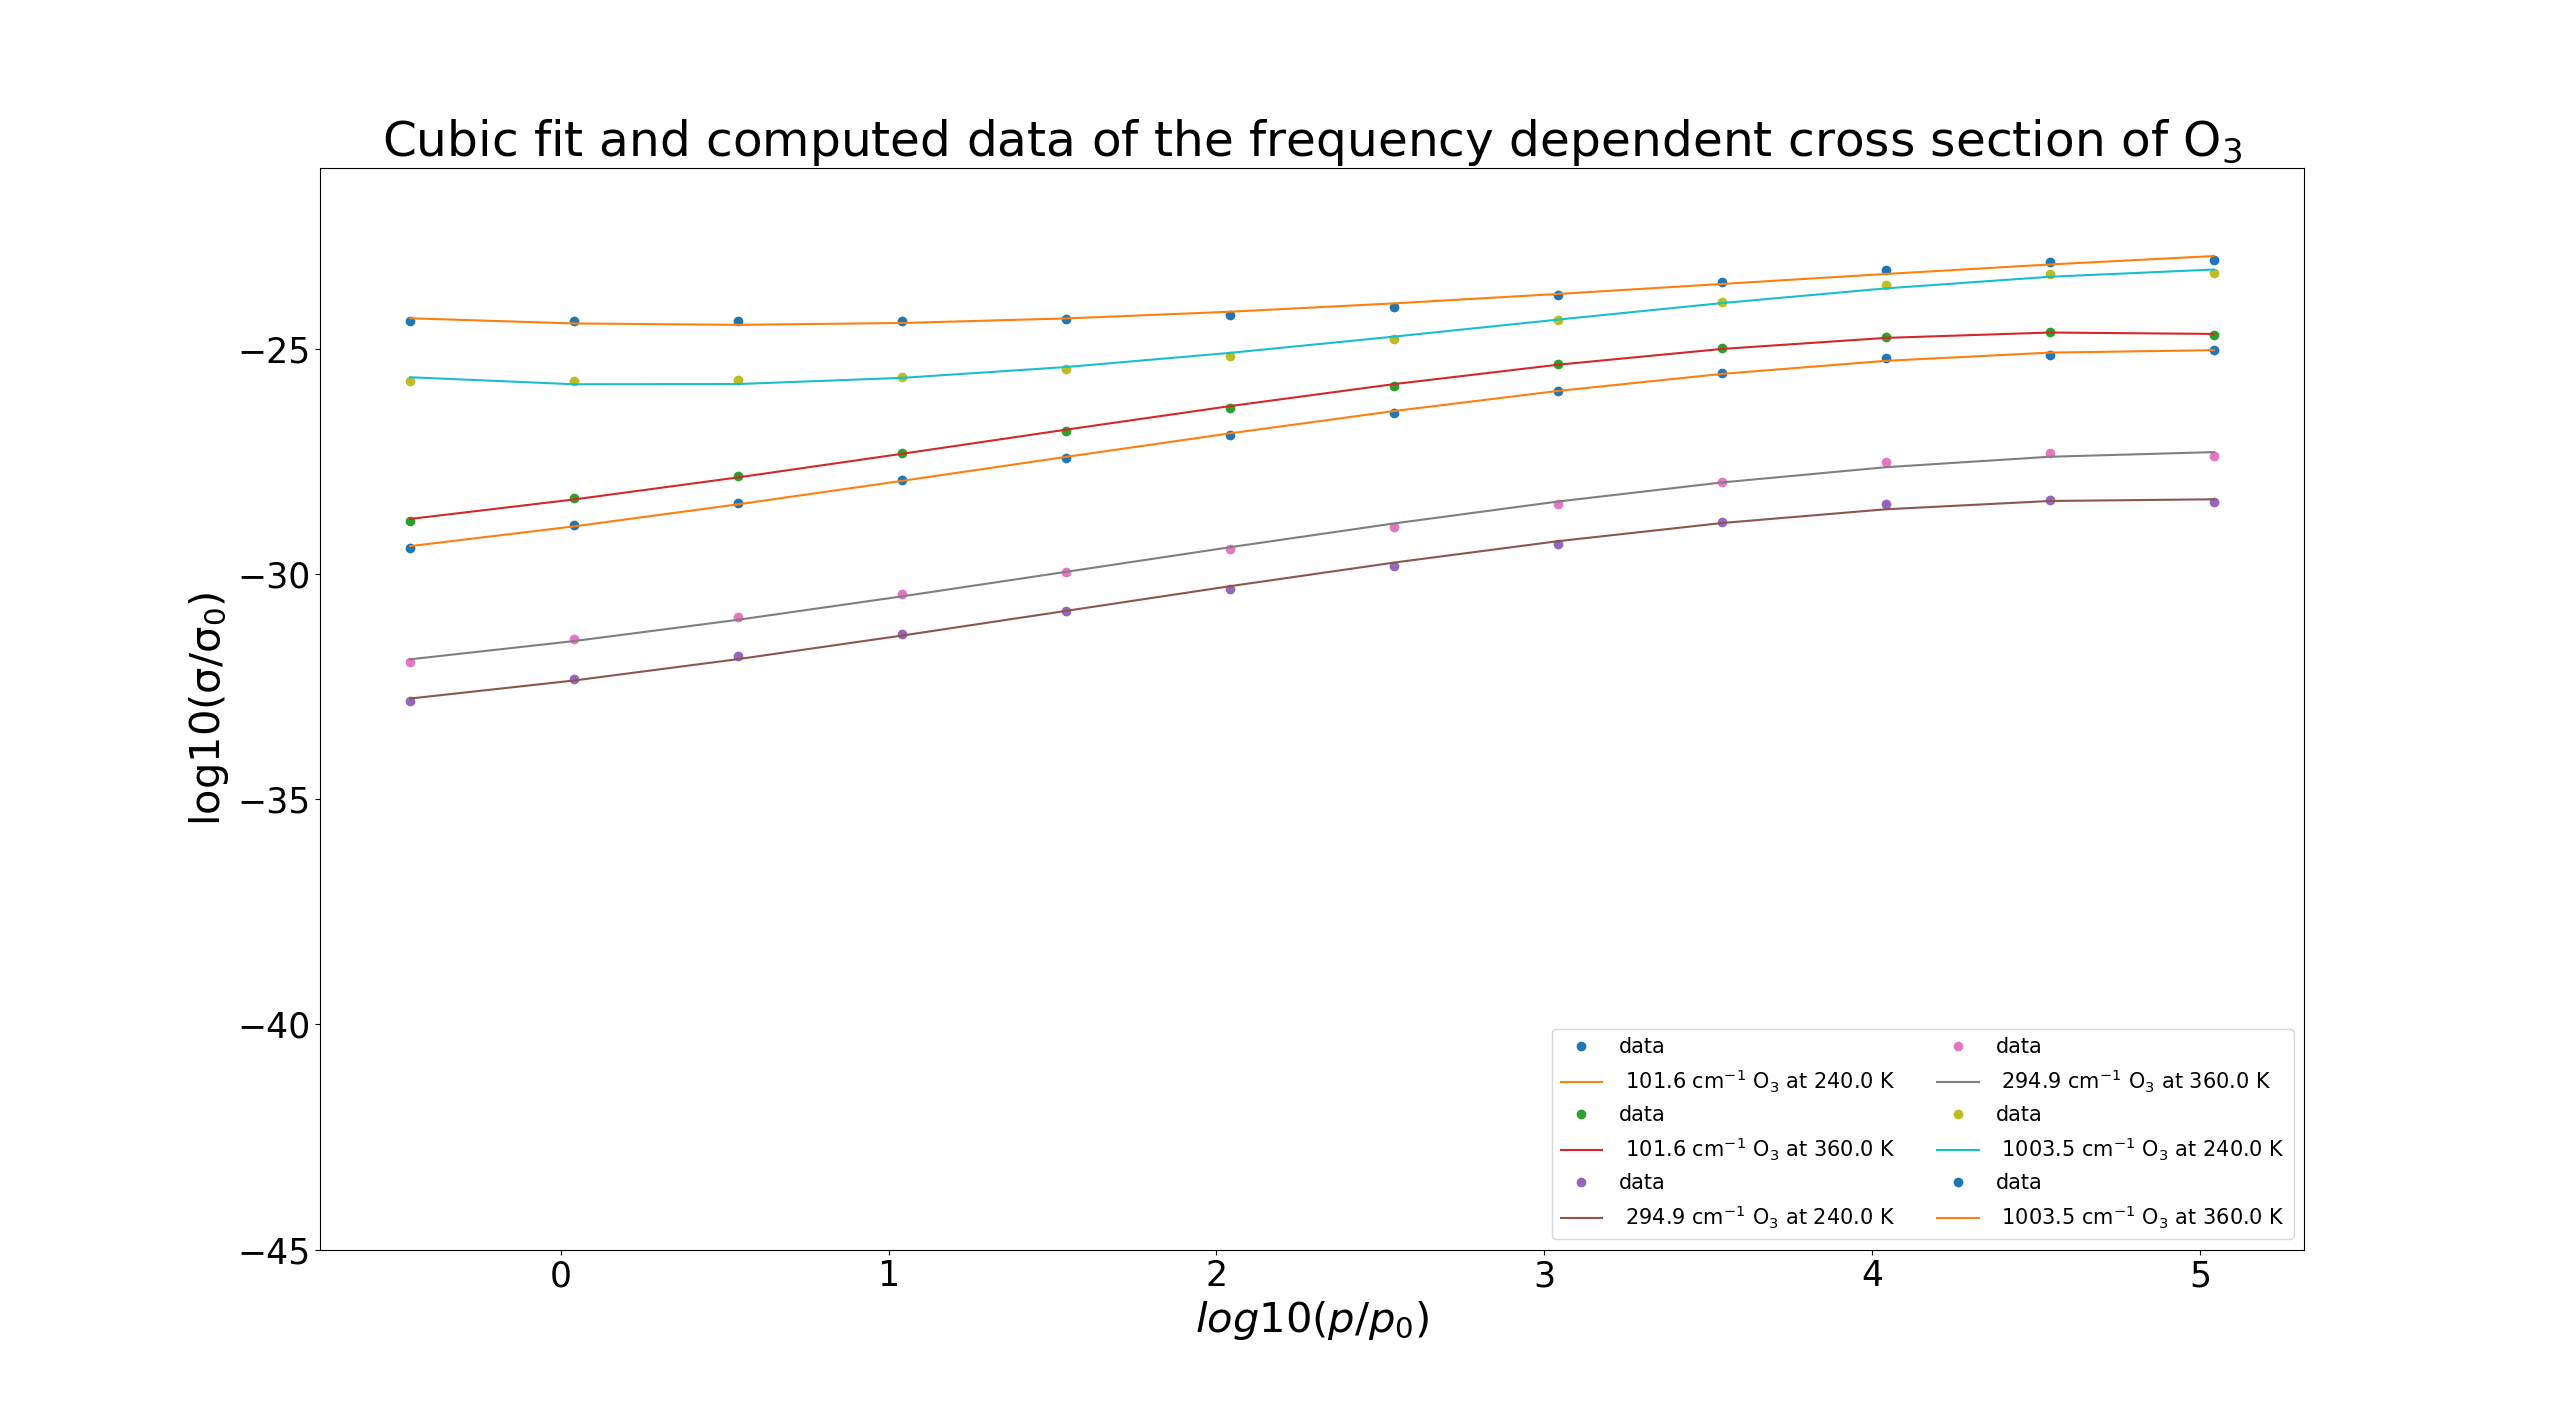 Cubic fit and computed data of the frequency dependent cross section of O₃
log10(σ/σ₀)
−25
−30
−35
−40
−45
0 1 2 3 4 5
log10(p/p₀)
data
101.6 cm⁻¹ O₃ at 240.0 K
data
101.6 cm⁻¹ O₃ at 360.0 K
data
294.9 cm⁻¹ O₃ at 240.0 K
data
294.9 cm⁻¹ O₃ at 360.0 K
data
1003.5 cm⁻¹ O₃ at 240.0 K
data
1003.5 cm⁻¹ O₃ at 360.0 K